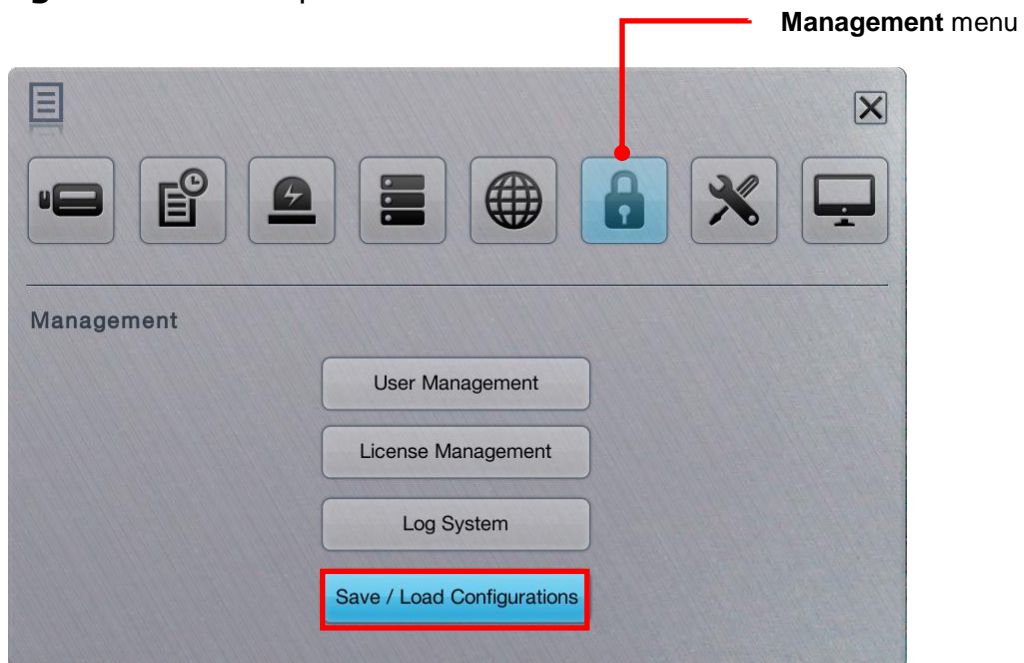 Management menu
Management
User Management
License Management
Log System
Save / Load Configurations